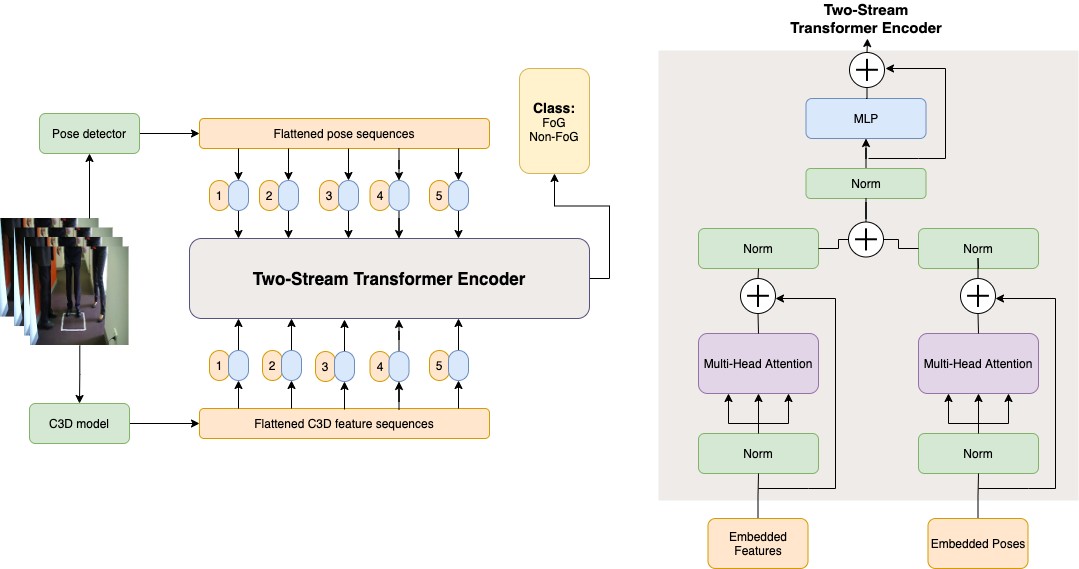 Two-Stream
Transformer Encoder
Class:
FoG
Non-FoG
Pose detector
Flattened pose sequences
1
2
3
4
5
Two-Stream Transformer Encoder
1
2
3
4
5
C3D model
Flattened C3D feature sequences
MLP
Norm
Norm
Norm
Multi-Head Attention
Multi-Head Attention
Norm
Norm
Embedded
Features
Embedded Poses